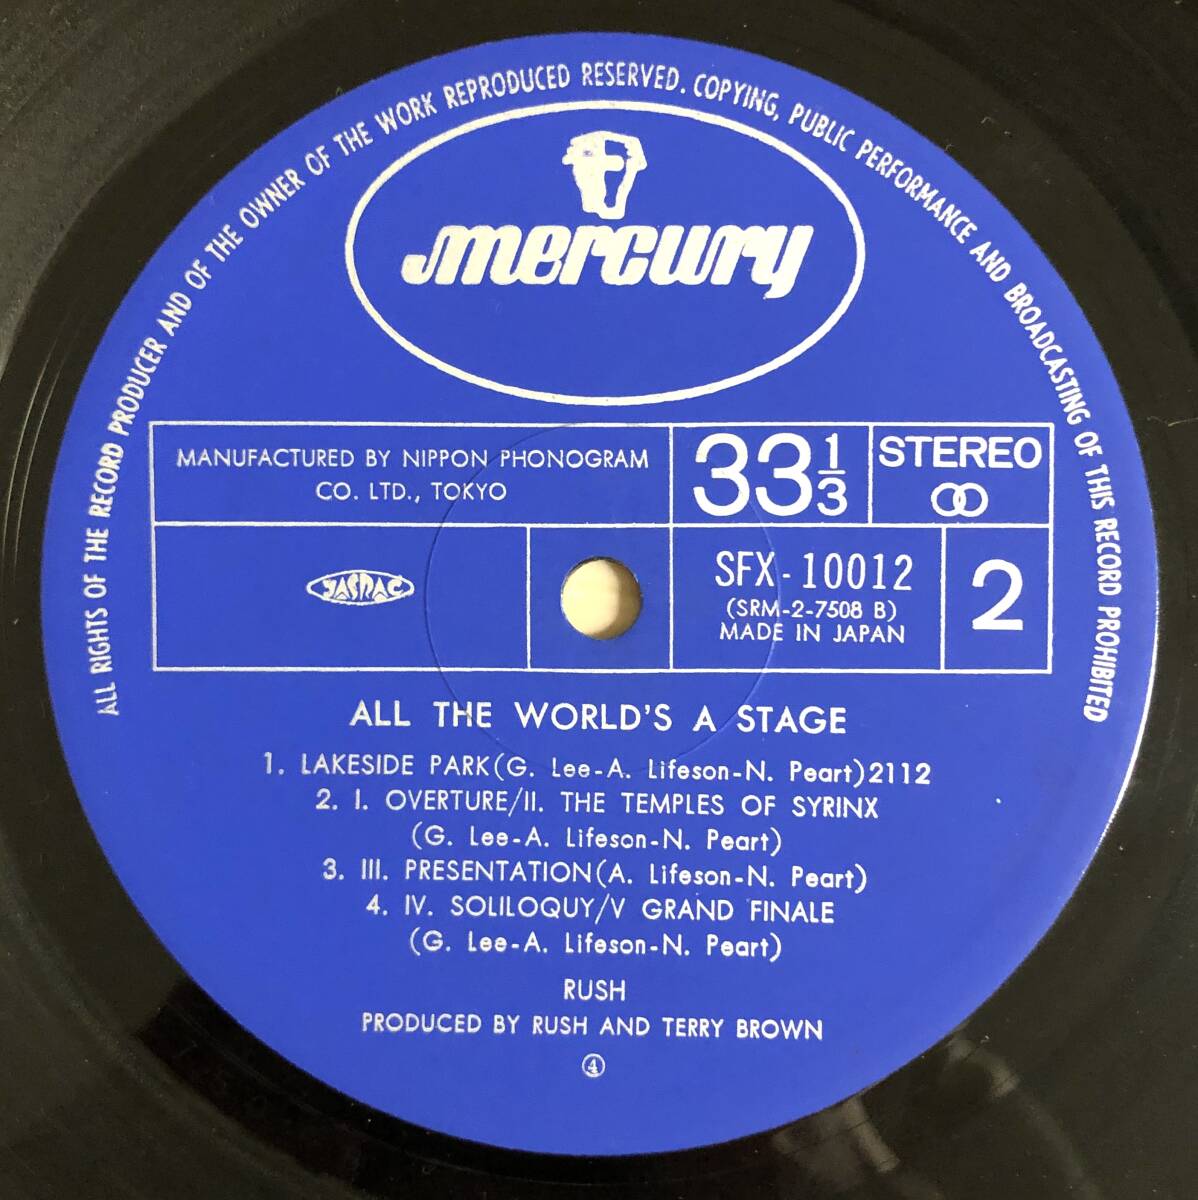 ALL RIGHTS OF THE RECORD PRODUCER AND OF THE OWNER OF THE WORK REPRODUCED RESERVED. COPYING, PUBLIC PERFORMANCE AND BROADCASTING OF THIS RECORD PROHIBITED
mercury
MANUFACTURED BY NIPPON PHONOGRAM
CO. LTD., TOKYO
33 1/3
STEREO
JASRAC
SFX-10012
(SRM-2-7508 B)
MADE IN JAPAN
2
ALL THE WORLD'S A STAGE
1. LAKESIDE PARK(G. Lee-A. Lifeson-N. Peart)2112
2. I. OVERTURE/II. THE TEMPLES OF SYRINX
(G. Lee-A. Lifeson-N. Peart)
3. III. PRESENTATION(A. Lifeson-N. Peart)
4. IV. SOLILOQUY/V GRAND FINALE
(G. Lee-A. Lifeson-N. Peart)
RUSH
PRODUCED BY RUSH AND TERRY BROWN
④